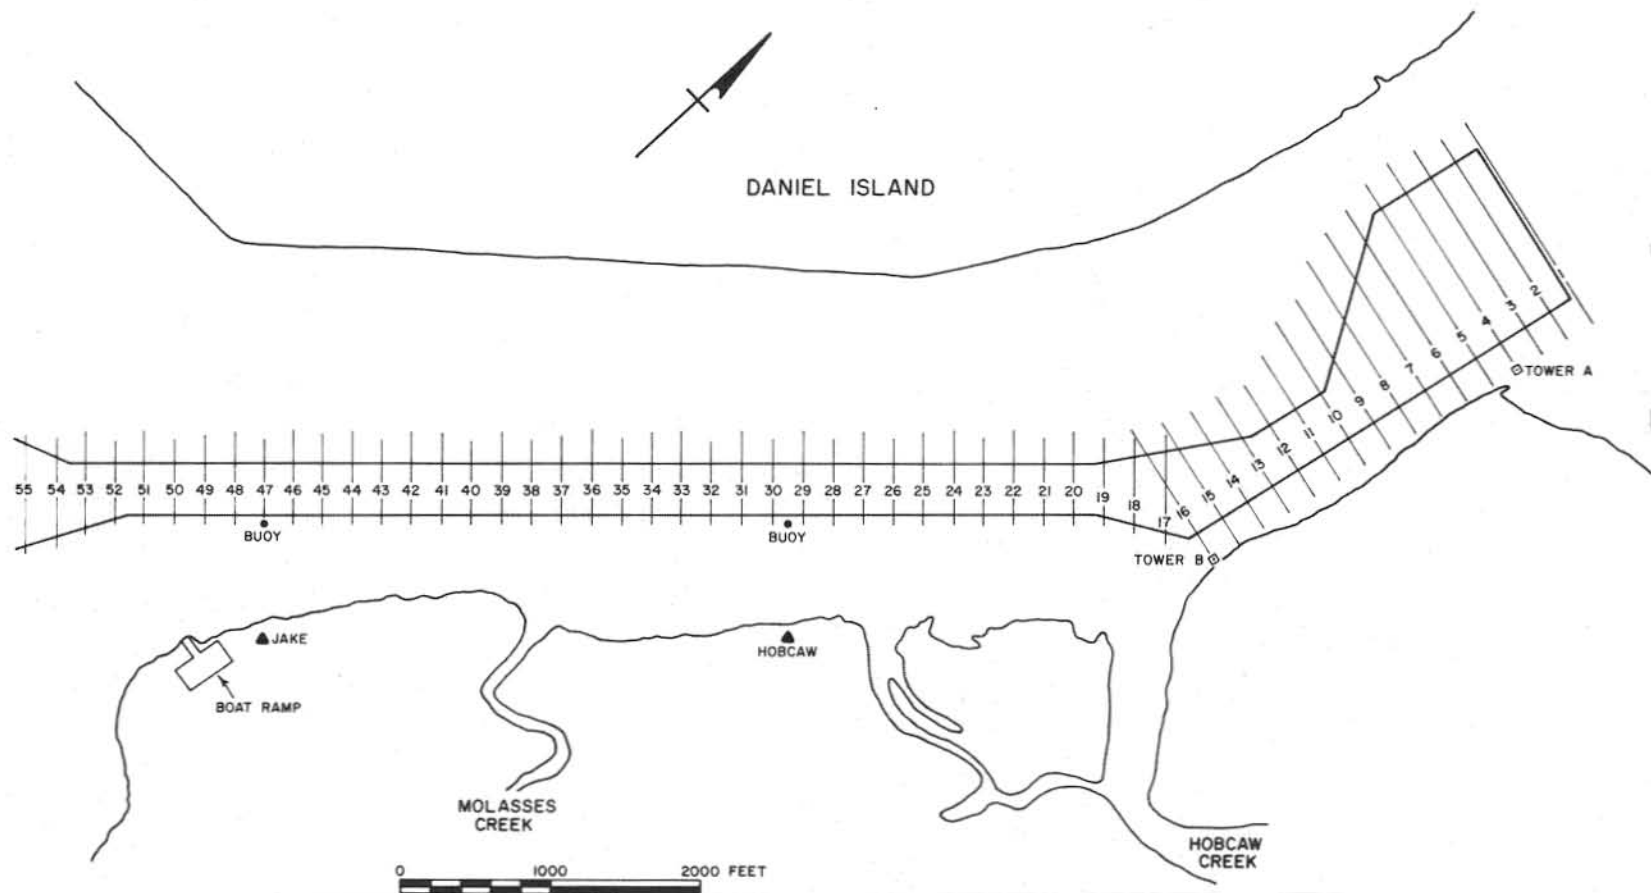 DANIEL ISLAND
1
2
3
4
5
6
7
8
9
10
11
12
13
14
15
16
17
18
19
TOWER A
55 54 53 52 51 50 49 48 47 46 45 44 43 42 41 40 39 38 37 36 35 34 33 32 31 30 29 28 27 26 25 24 23 22 21 20
BUOY
BUOY
TOWER B
JAKE
HOBCAW
BOAT RAMP
MOLASSES
CREEK
HOBCAW
CREEK
0 1000 2000 FEET